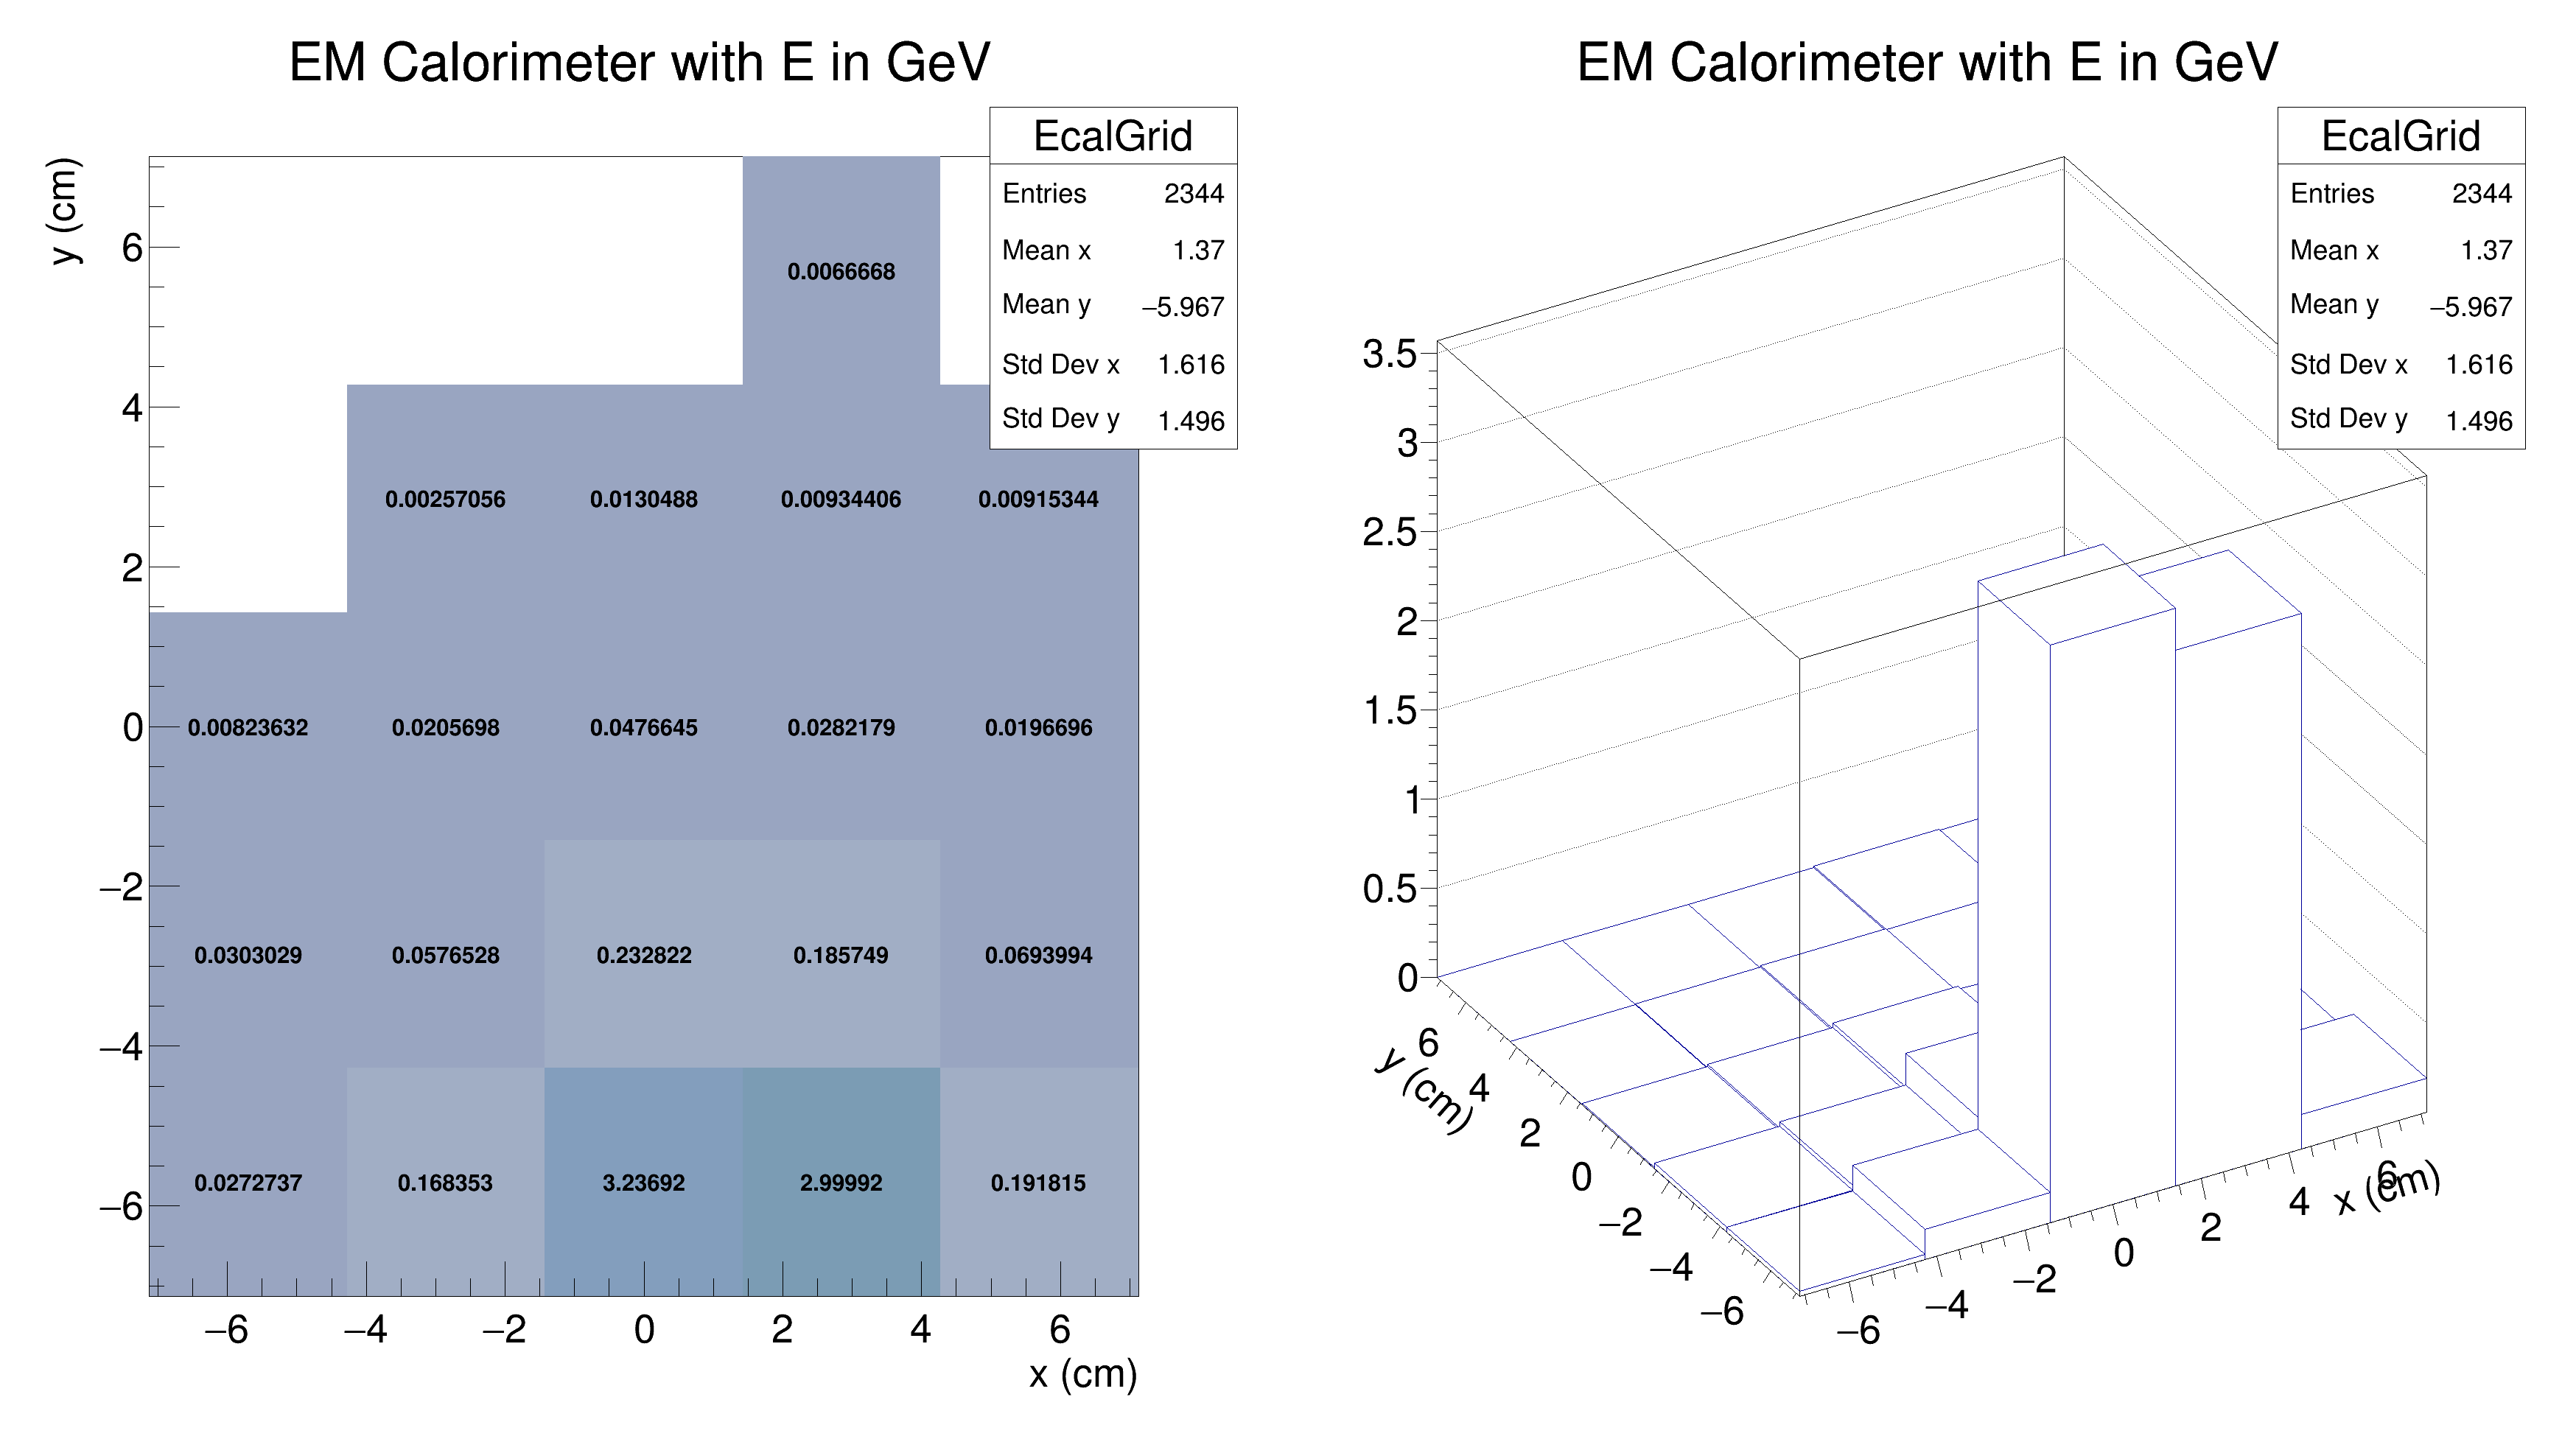 EM Calorimeter with E in GeV
EcalGrid
Entries 2344
Mean x 1.37
Mean y −5.967
Std Dev x 1.616
Std Dev y 1.496
y (cm)
6
4
2
0
−2
−4
−6
0.0066668
0.00257056 0.0130488 0.00934406 0.00915344
0.00823632 0.0205698 0.0476645 0.0282179 0.0196696
0.0303029 0.0576528 0.232822 0.185749 0.0693994
0.0272737 0.168353 3.23692 2.99992 0.191815
−6 −4 −2 0 2 4 6
x (cm)
EM Calorimeter with E in GeV
EcalGrid
Entries 2344
Mean x 1.37
Mean y −5.967
Std Dev x 1.616
Std Dev y 1.496
3.5
3
2.5
2
1.5
1
0.5
0
6
4
2
0
−2
−4
−6
y (cm)
−6 −4 −2 0 2 4 6
x (cm)